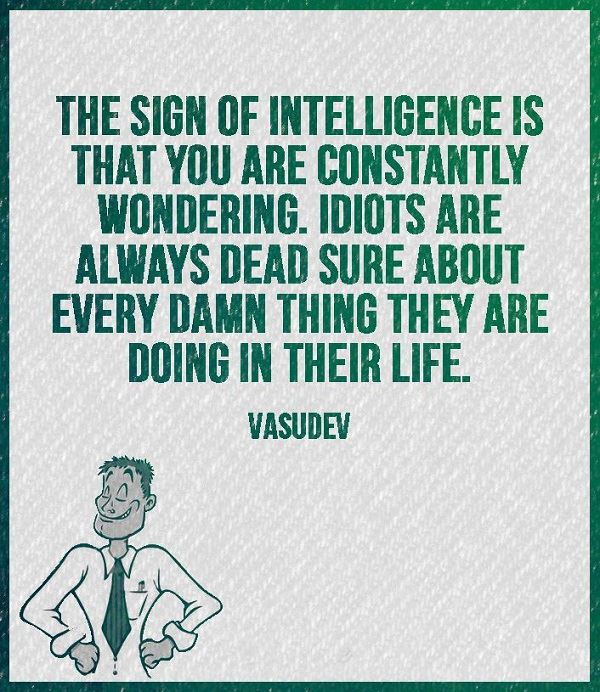 THE SIGN OF INTELLIGENCE IS
THAT YOU ARE CONSTANTLY
WONDERING. IDIOTS ARE
ALWAYS DEAD SURE ABOUT
EVERY DAMN THING THEY ARE
DOING IN THEIR LIFE.
VASUDEV